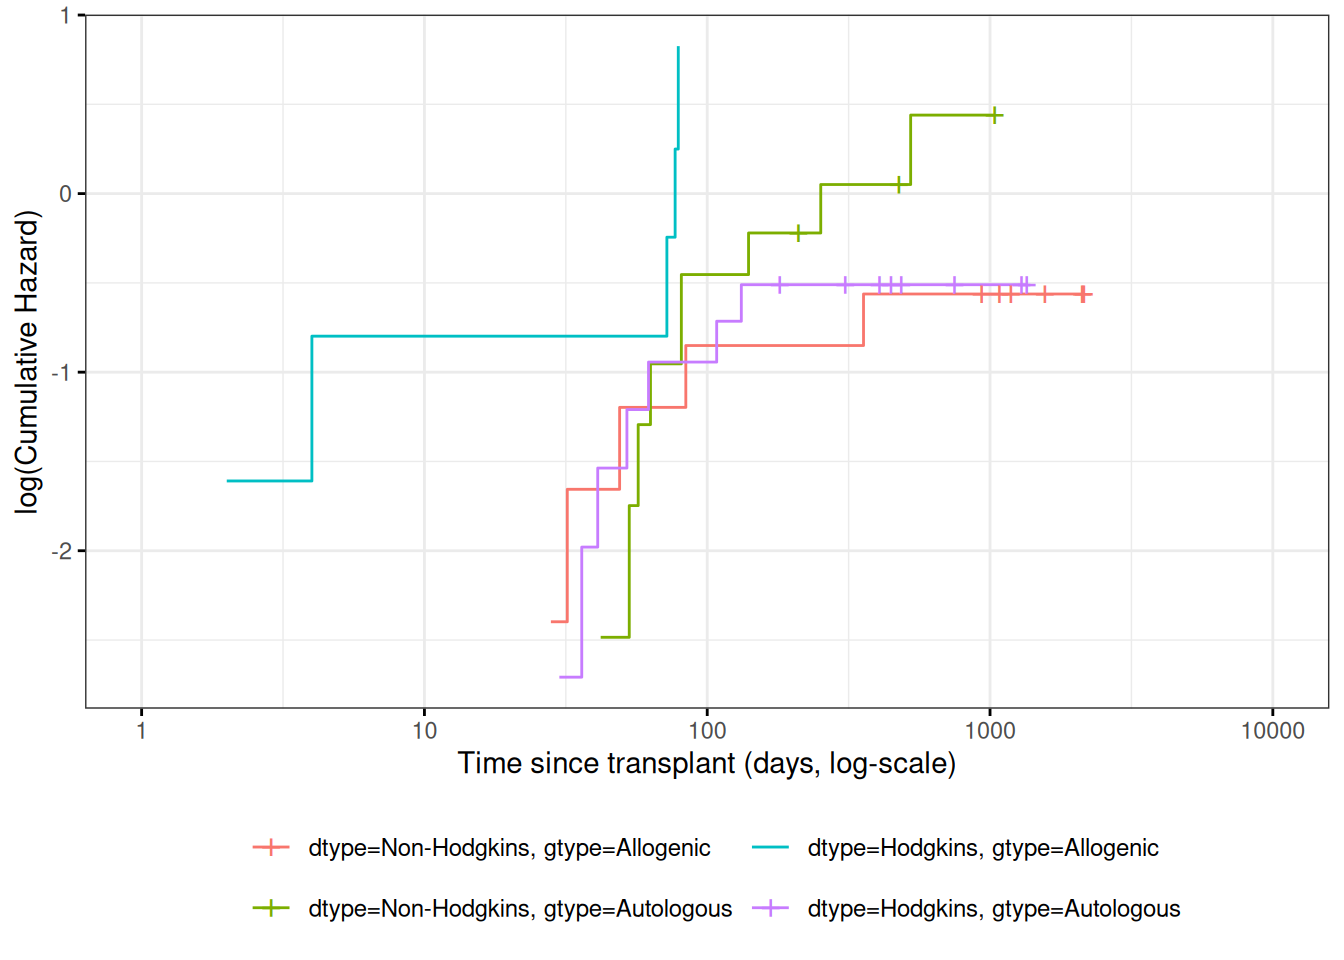 log(Cumulative Hazard)
1
0
-1
-2
1 10 100 1000 10000
Time since transplant (days, log-scale)
dtype=Non-Hodgkins, gtype=Allogenic dtype=Hodgkins, gtype=Allogenic
dtype=Non-Hodgkins, gtype=Autologous dtype=Hodgkins, gtype=Autologous